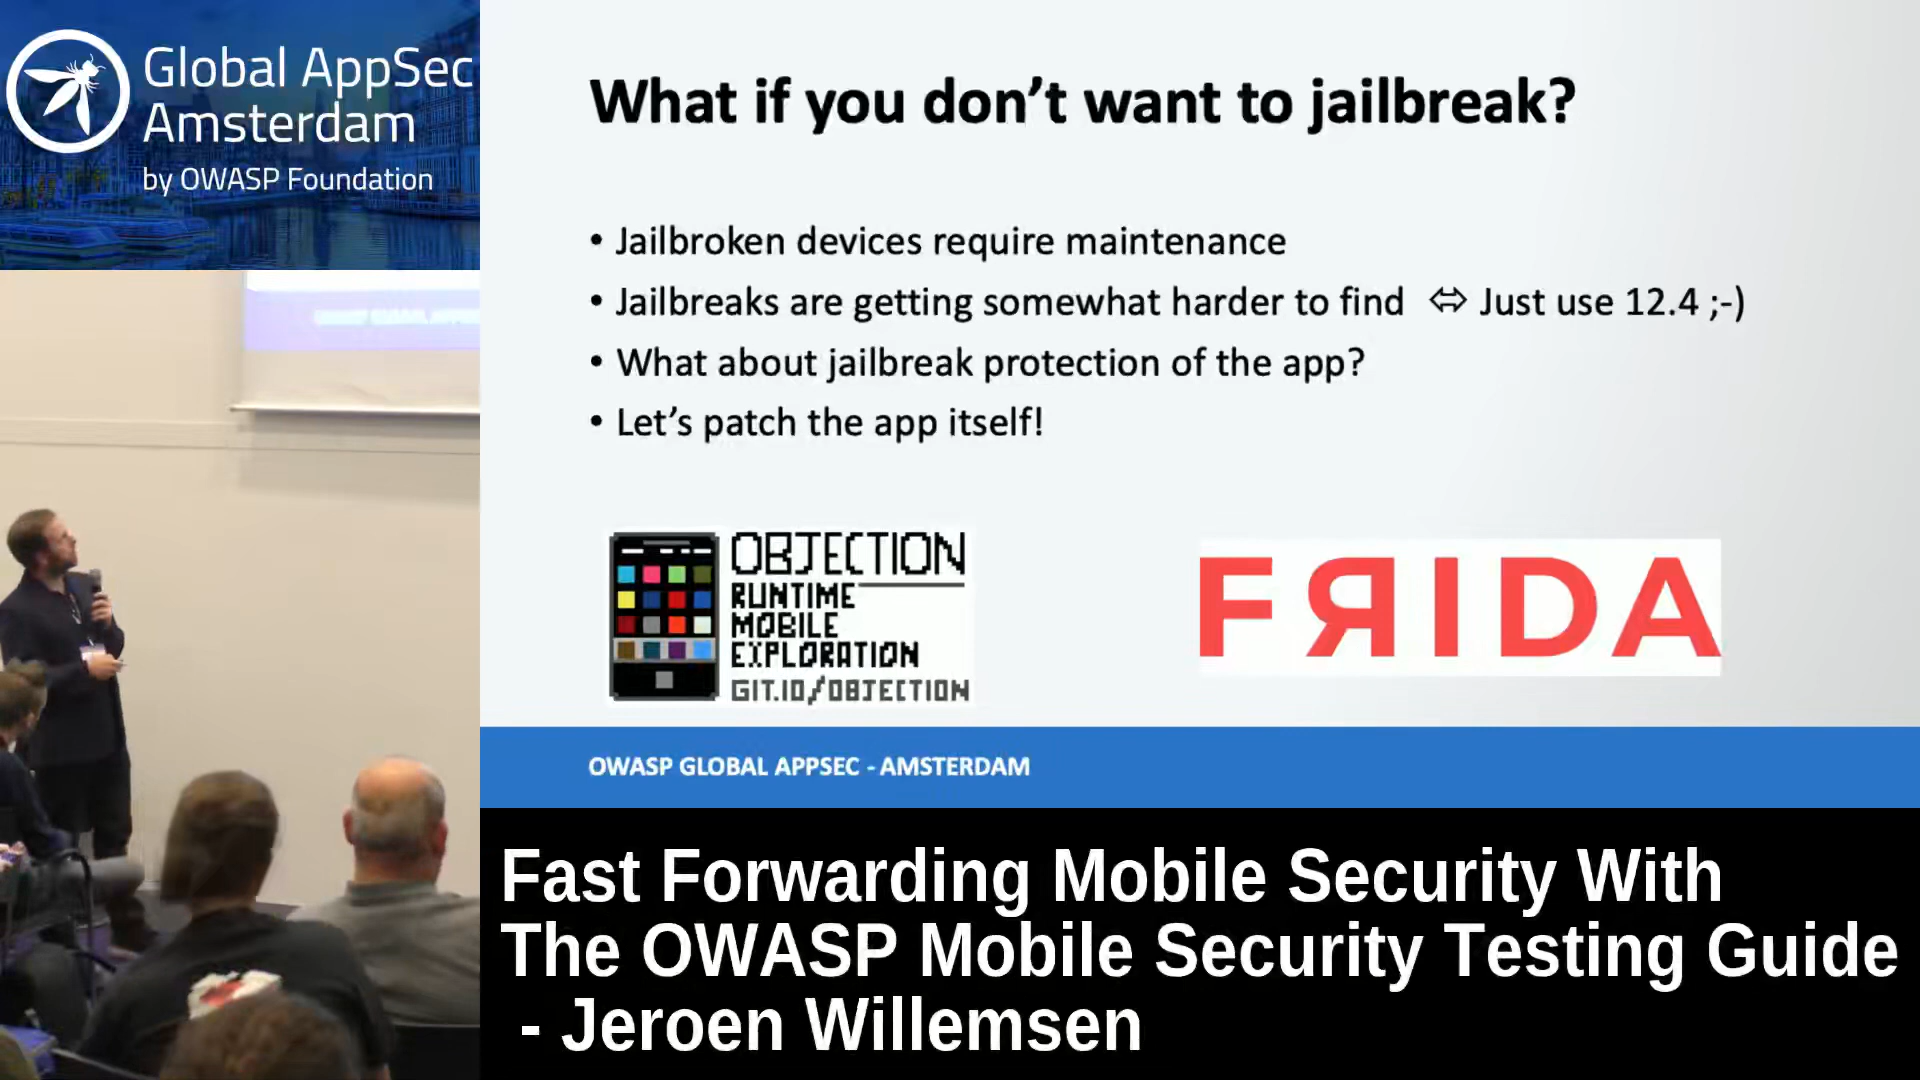 Global AppSec
Amsterdam
by OWASP Foundation
What if you don't want to jailbreak?
• Jailbroken devices require maintenance
• Jailbreaks are getting somewhat harder to find ⇔ Just use 12.4 ;-)
• What about jailbreak protection of the app?
• Let's patch the app itself!
OBJECTION
RUNTIME
MOBILE
EXPLORATION
GIT.IO/OBJECTION
FЯIDA
OWASP GLOBAL APPSEC - AMSTERDAM
Fast Forwarding Mobile Security With
The OWASP Mobile Security Testing Guide
- Jeroen Willemsen